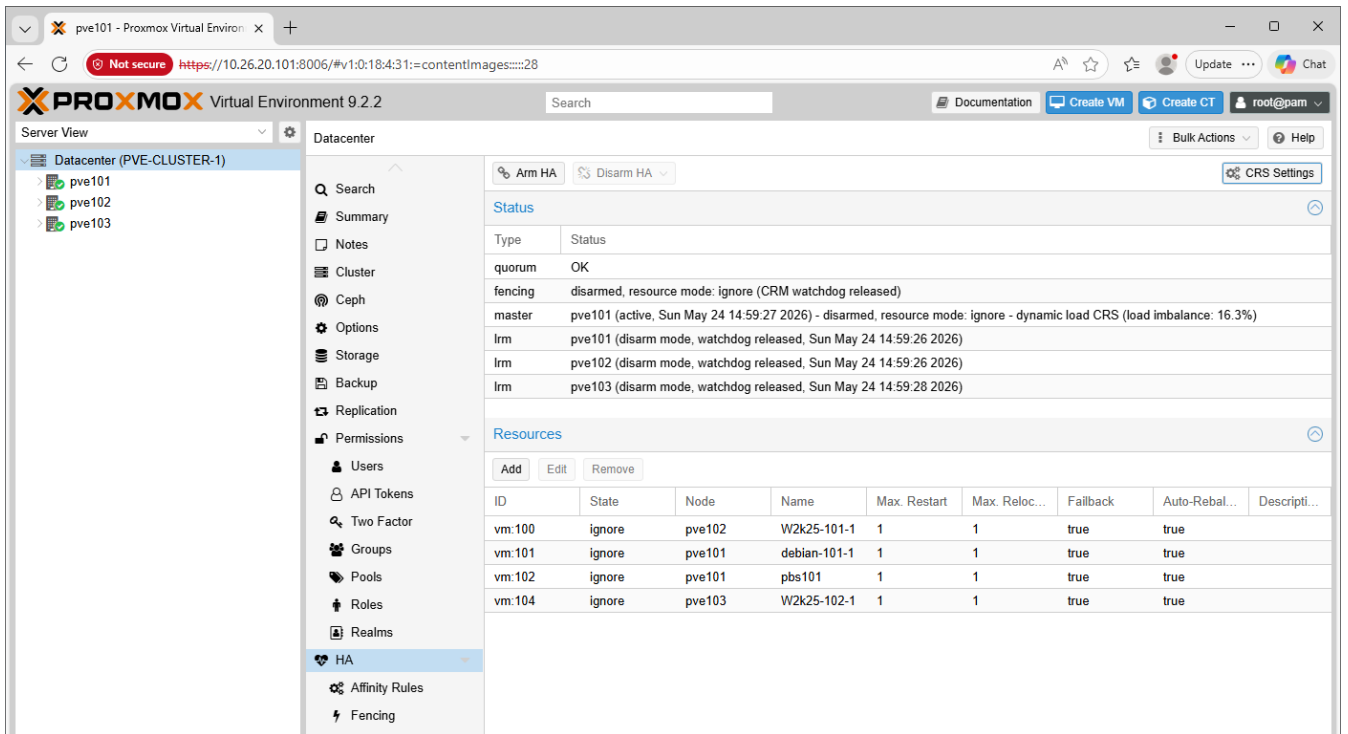 pve101 - Proxmox Virtual Environ
Not secure https://10.26.20.101:8006/#v1:0:18:4:31:=contentImages:::::28
Update
Chat
PROXMOX Virtual Environment 9.2.2
Search
Documentation
Create VM
Create CT
root@pam
Server View
Datacenter
Bulk Actions
Help
Datacenter (PVE-CLUSTER-1)
pve101
pve102
pve103
Search
Summary
Notes
Cluster
Ceph
Options
Storage
Backup
Replication
Permissions
Users
API Tokens
Two Factor
Groups
Pools
Roles
Realms
HA
Affinity Rules
Fencing
Arm HA
Disarm HA
CRS Settings
Status
Type Status
quorum OK
fencing disarmed, resource mode: ignore (CRM watchdog released)
master pve101 (active, Sun May 24 14:59:27 2026) - disarmed, resource mode: ignore - dynamic load CRS (load imbalance: 16.3%)
lrm pve101 (disarm mode, watchdog released, Sun May 24 14:59:26 2026)
lrm pve102 (disarm mode, watchdog released, Sun May 24 14:59:26 2026)
lrm pve103 (disarm mode, watchdog released, Sun May 24 14:59:28 2026)
Resources
Add Edit Remove
ID State Node Name Max. Restart Max. Reloc... Failback Auto-Rebal... Descripti...
vm:100 ignore pve102 W2k25-101-1 1 1 true true
vm:101 ignore pve101 debian-101-1 1 1 true true
vm:102 ignore pve101 pbs101 1 1 true true
vm:104 ignore pve103 W2k25-102-1 1 1 true true